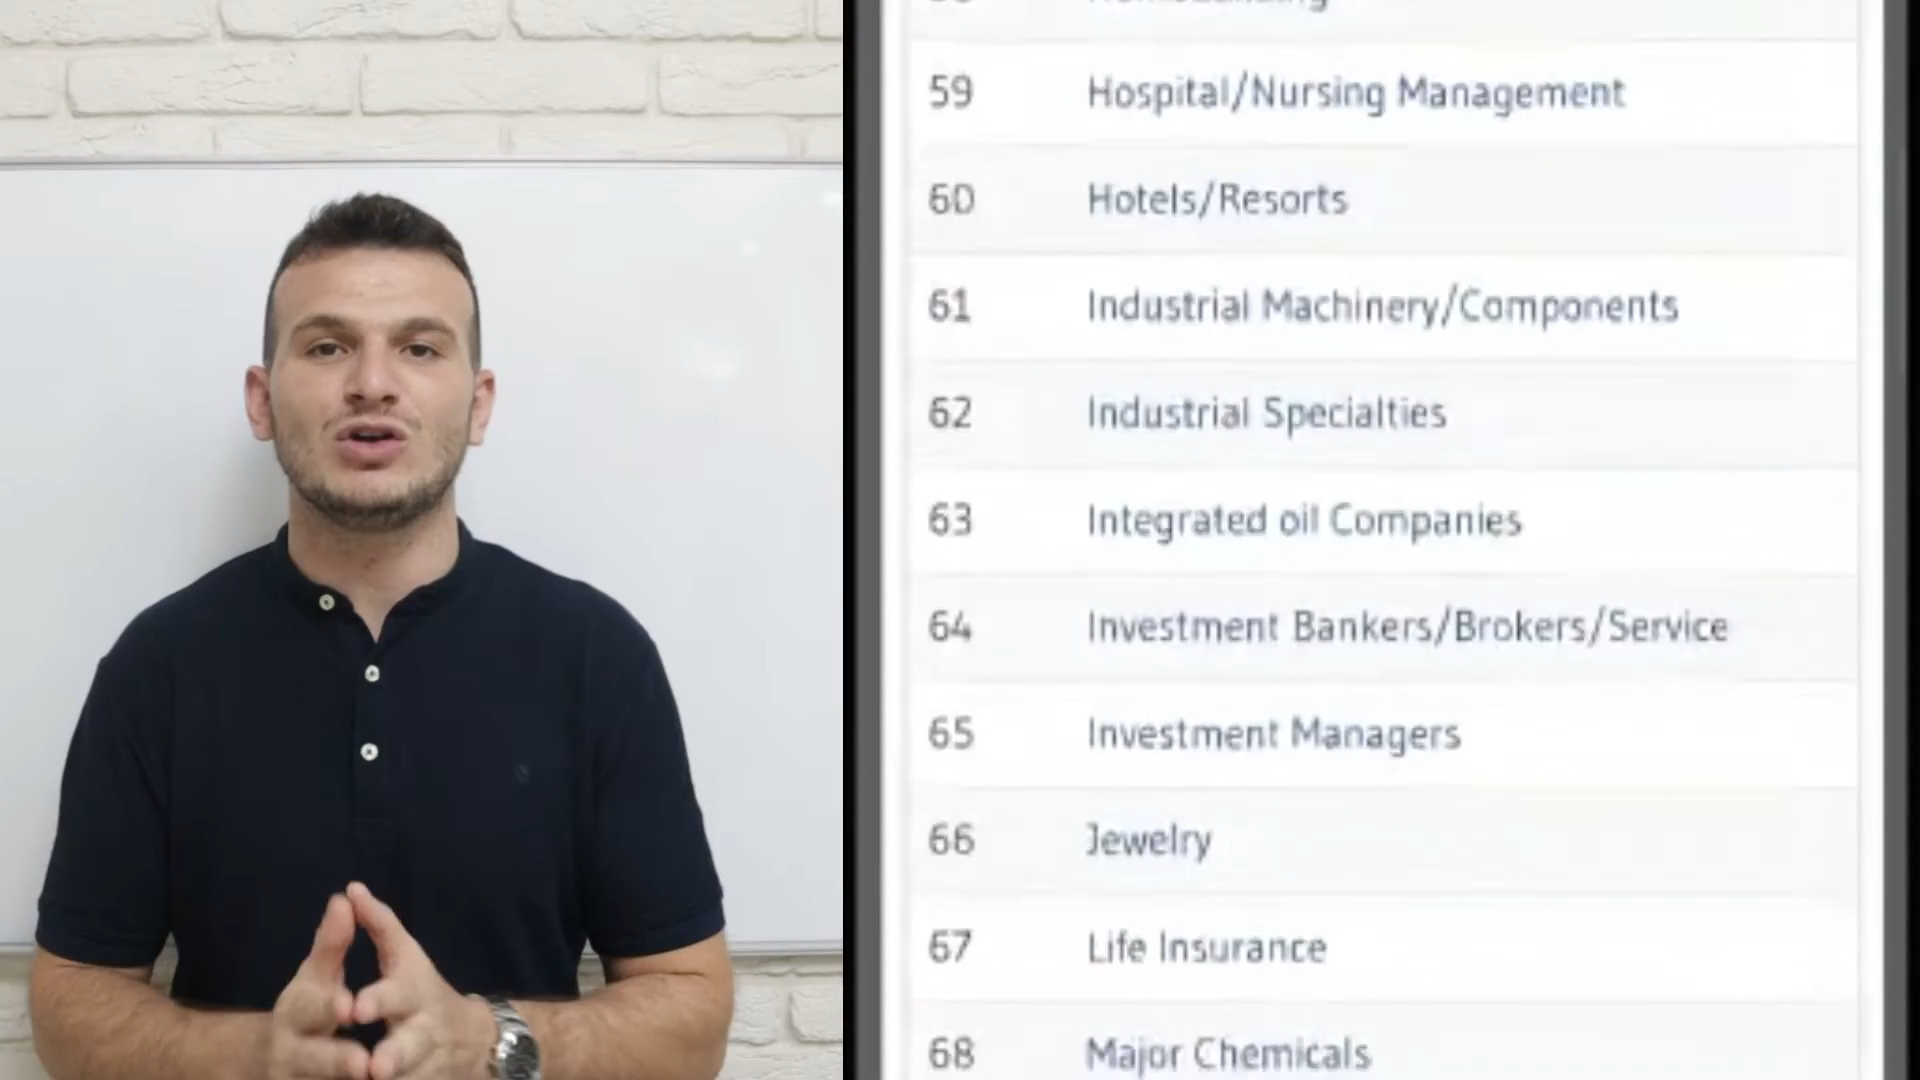 59 Hospital/Nursing Management
60 Hotels/Resorts
61 Industrial Machinery/Components
62 Industrial Specialties
63 Integrated oil Companies
64 Investment Bankers/Brokers/Service
65 Investment Managers
66 Jewelry
67 Life Insurance
68 Major Chemicals